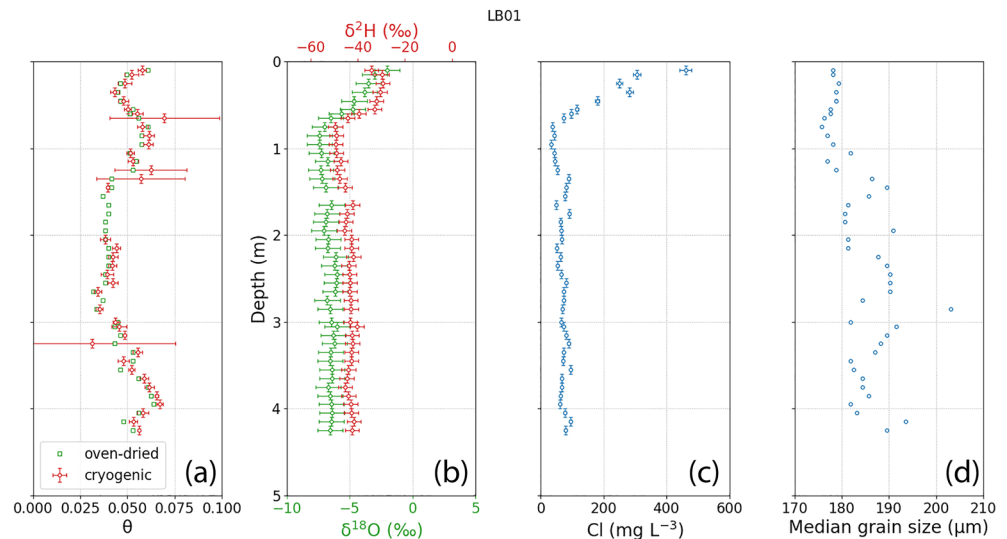 LB01
δ²H (‰)
−60 −40 −20 0
0
1
2
3
4
5
Depth (m)
oven-dried
cryogenic
(a) (b) (c) (d)
0.000 0.025 0.050 0.075 0.100
−10 −5 0 5
0 200 400 600
170 180 190 200 210
θ
δ¹⁸O (‰)
Cl (mg L⁻³)
Median grain size (μm)